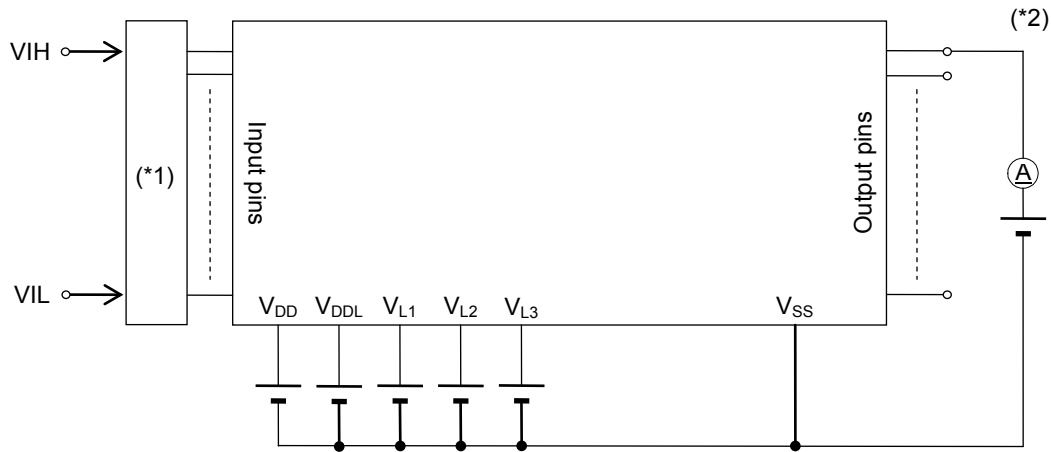 (*2)
VIH
(*1)
Input pins
Output pins
A
VIL
VDD
VDDL
VL1
VL2
VL3
VSS